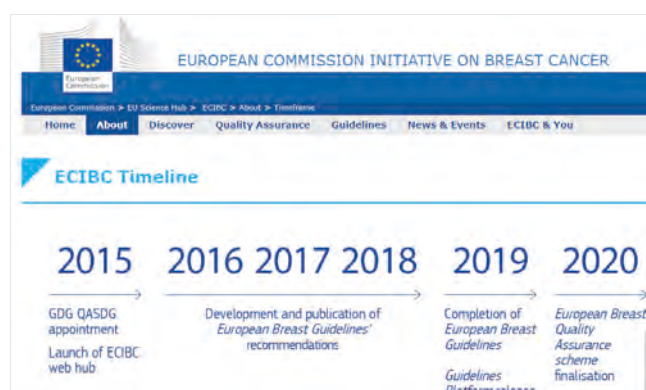 European
Commission
EUROPEAN COMMISSION INITIATIVE ON BREAST CANCER
European Commission > EU Science Hub > ECIBC > About > Timeframe
Home About Discover Quality Assurance Guidelines News & Events ECIBC & You
ECIBC Timeline
2015 2016 2017 2018 2019 2020
GDG QASDG
appointment
Launch of ECIBC
web hub
Development and publication of
European Breast Guidelines'
recommendations
Completion of
European Breast
Guidelines
Guidelines
European Breast
Quality
Assurance
scheme
finalisation